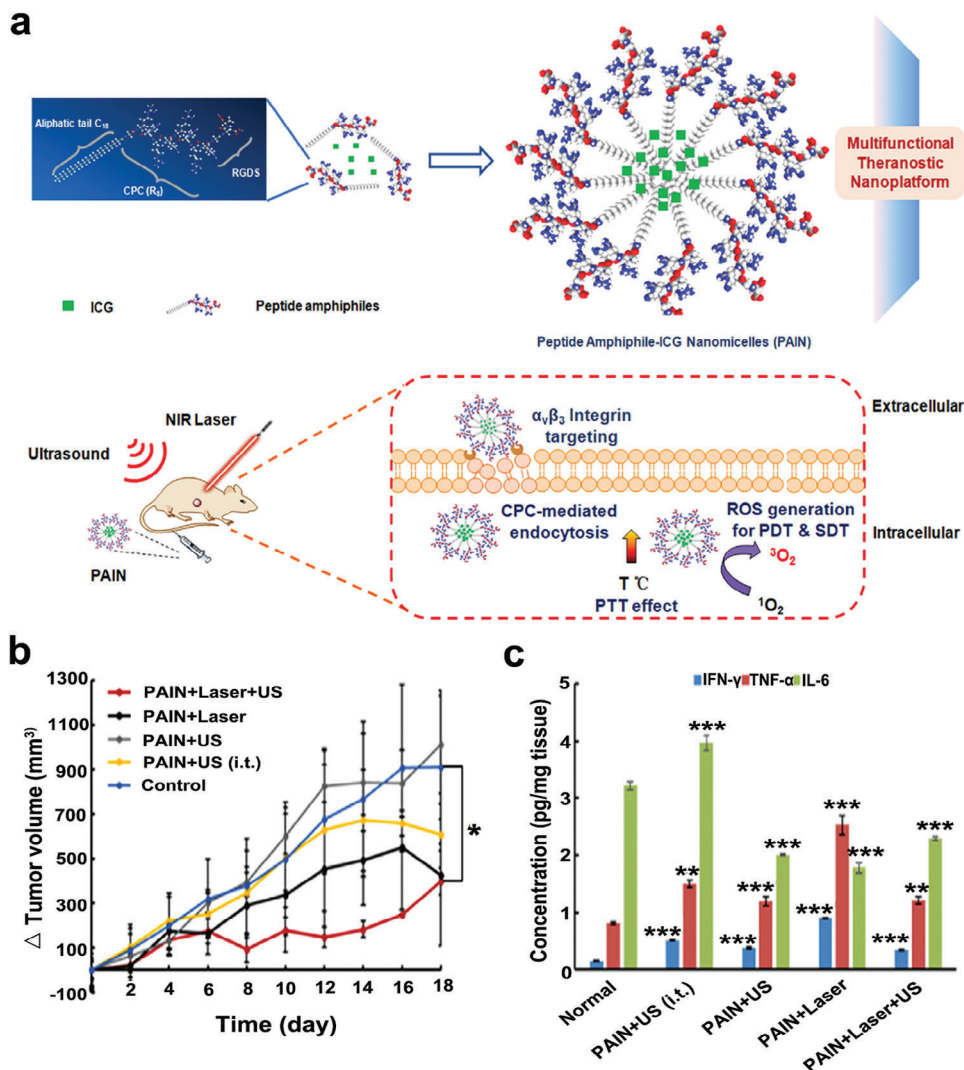 a
Aliphatic tail C₁₈
CPC (R₈)
RGDS
Multifunctional
Theranostic
Nanoplatform
ICG
Peptide amphiphiles
Peptide Amphiphile-ICG Nanomicelles (PAIN)
Ultrasound
NIR Laser
PAIN
αvβ₃ Integrin
targeting
Extracellular
CPC-mediated
endocytosis
ROS generation
for PDT & SDT
Intracellular
³O₂
T ℃
PTT effect
¹O₂
b
△ Tumor volume (mm³)
1300
1100
900
700
500
300
100
-100
PAIN+Laser+US
PAIN+Laser
PAIN+US
PAIN+US (i.t.)
Control
*
2 4 6 8 10 12 14 16 18
Time (day)
c
IFN-γ TNF-α IL-6
Concentration (pg/mg tissue)
5
4
3
2
1
0
*** ** ***
*** *** ***
*** *** ***
*** ** ***
Normal
PAIN+US (i.t.)
PAIN+US
PAIN+Laser
PAIN+Laser+US